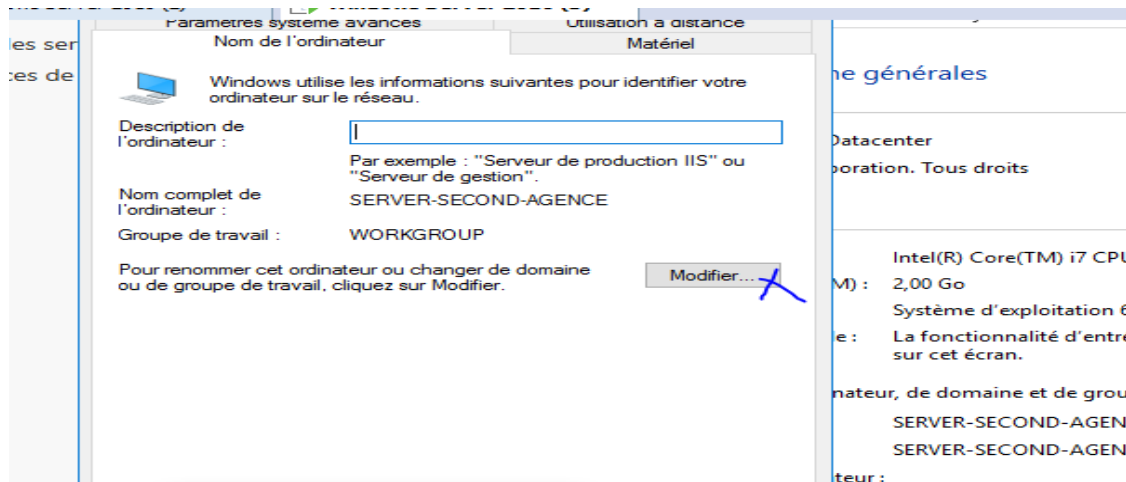 Paramètres système avancés
Utilisation à distance
Nom de l'ordinateur
Matériel
Windows utilise les informations suivantes pour identifier votre
ordinateur sur le réseau.
Description de
l'ordinateur :
Par exemple : "Serveur de production IIS" ou
"Serveur de gestion".
Nom complet de
l'ordinateur :
SERVER-SECOND-AGENCE
Groupe de travail :
WORKGROUP
Pour renommer cet ordinateur ou changer de domaine
ou de groupe de travail, cliquez sur Modifier.
Modifier...
les ser
ces de
ne générales
Datacenter
poration. Tous droits
Intel(R) Core(TM) i7 CPU
M) : 2,00 Go
Système d'exploitation 6
e : La fonctionnalité d'entre
sur cet écran.
nateur, de domaine et de grou
SERVER-SECOND-AGEN
SERVER-SECOND-AGEN
teur :